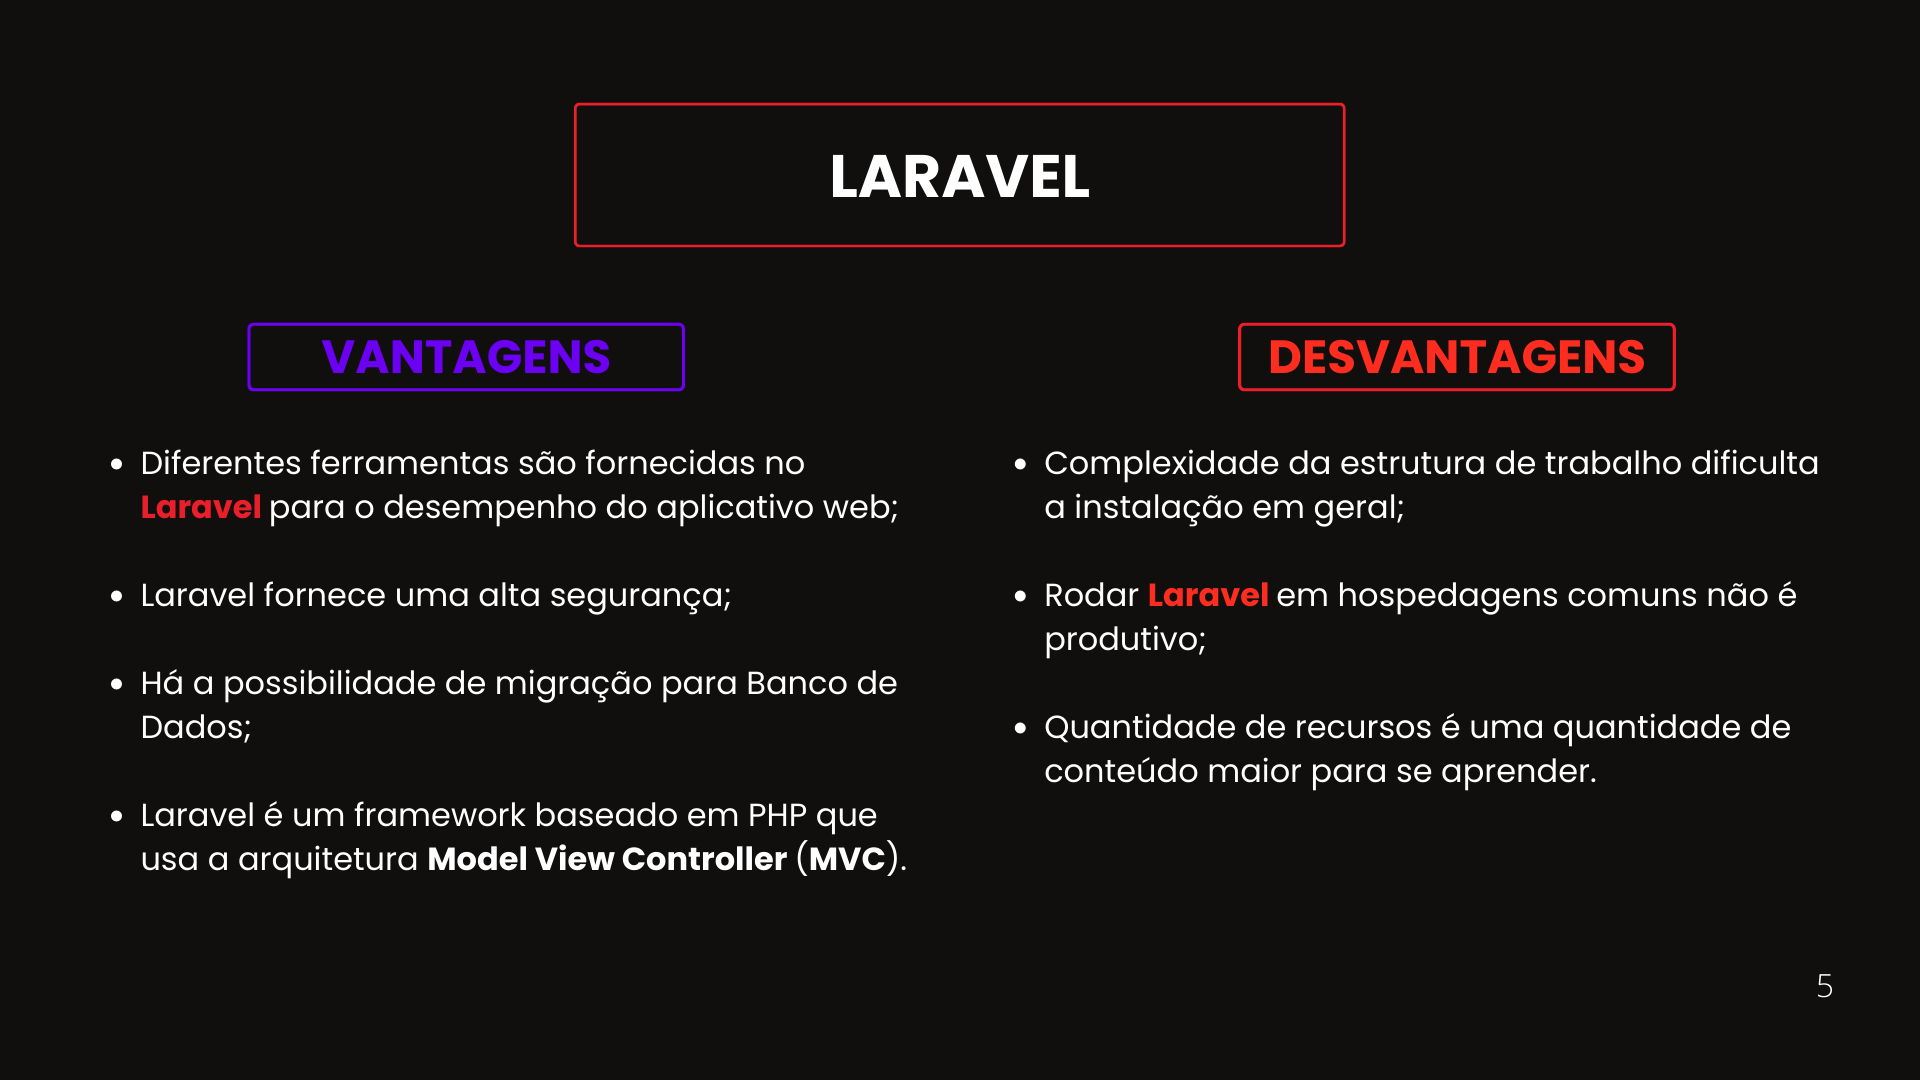 LARAVEL
VANTAGENS
• Diferentes ferramentas são fornecidas no
Laravel para o desempenho do aplicativo web;
• Laravel fornece uma alta segurança;
• Há a possibilidade de migração para Banco de
Dados;
• Laravel é um framework baseado em PHP que
usa a arquitetura Model View Controller (MVC).
DESVANTAGENS
• Complexidade da estrutura de trabalho dificulta
a instalação em geral;
• Rodar Laravel em hospedagens comuns não é
produtivo;
• Quantidade de recursos é uma quantidade de
conteúdo maior para se aprender.
5